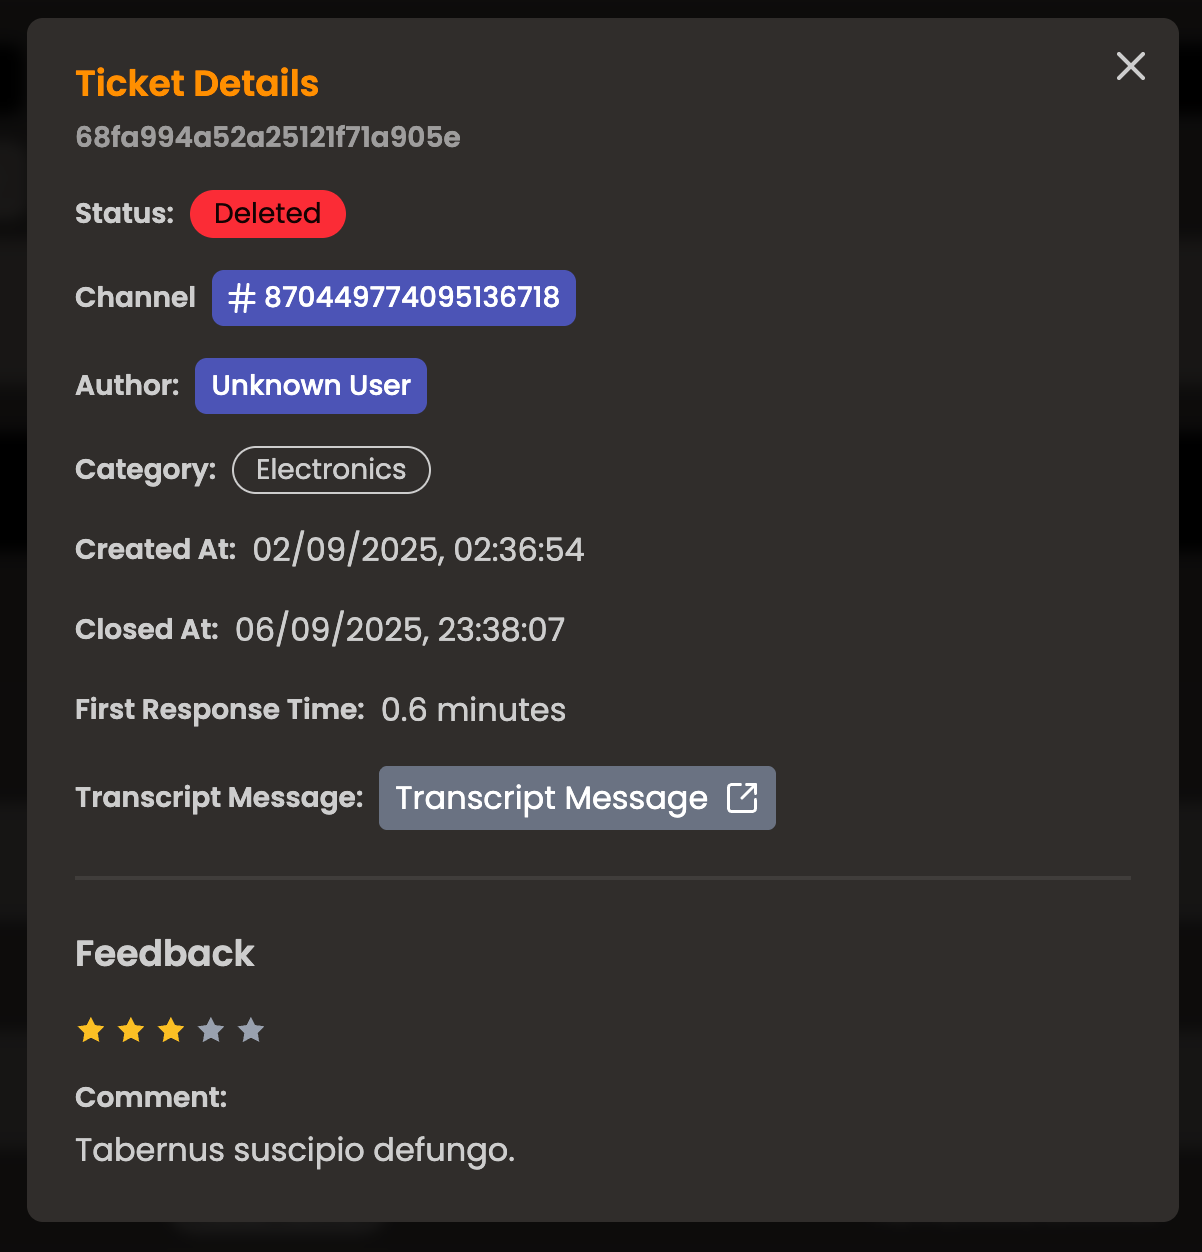 Ticket Details
68fa994a52a25121f71a905e
Status: Deleted
Channel # 870449774095136718
Author: Unknown User
Category: Electronics
Created At: 02/09/2025, 02:36:54
Closed At: 06/09/2025, 23:38:07
First Response Time: 0.6 minutes
Transcript Message: Transcript Message
Feedback
Comment:
Tabernus suscipio defungo.